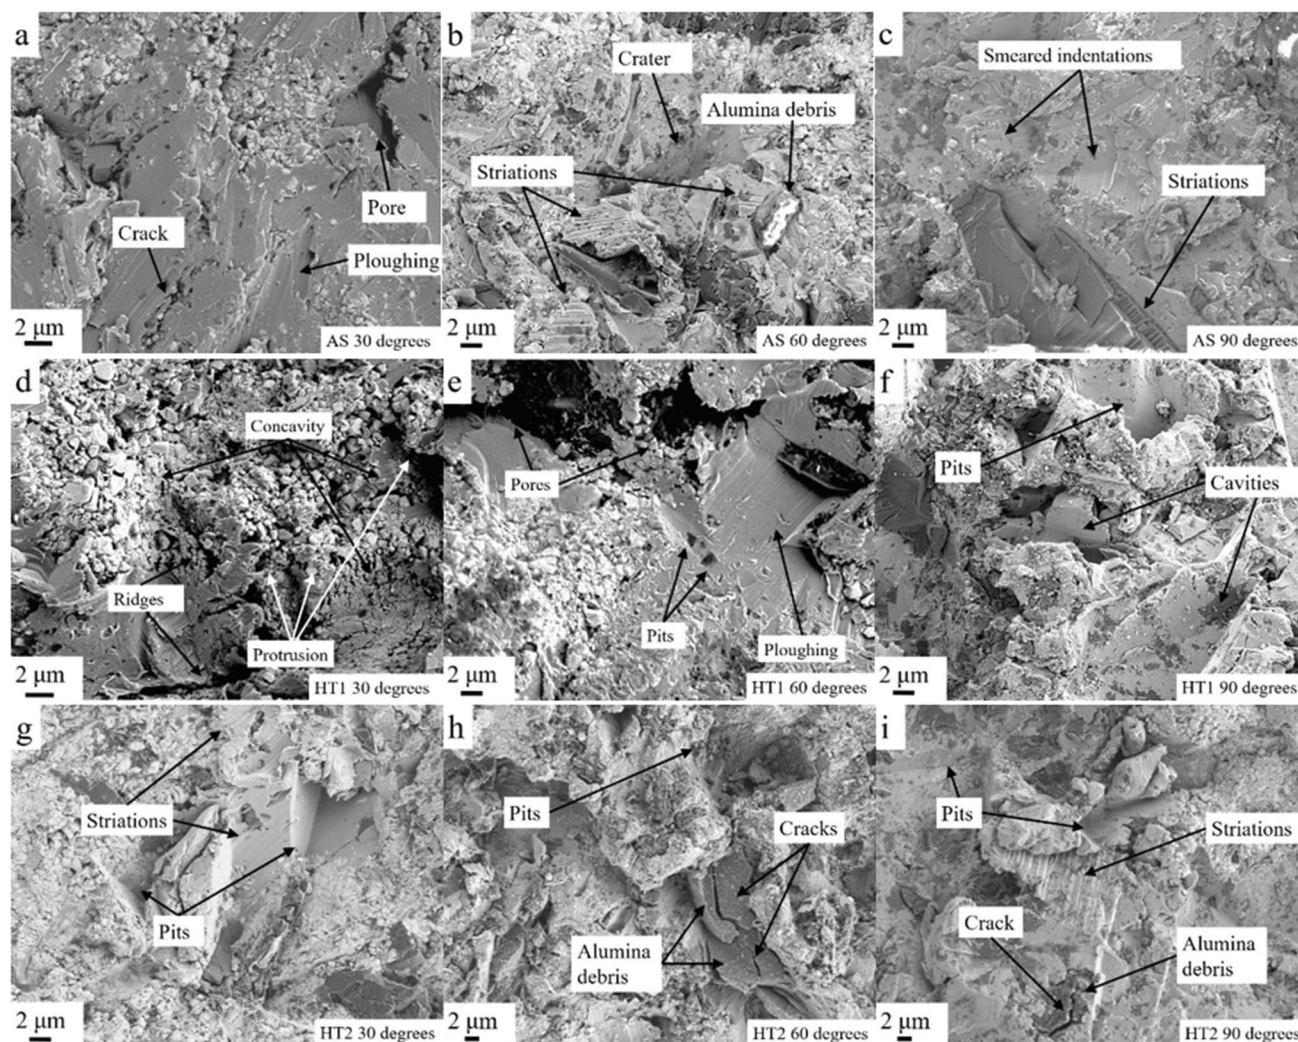 a
Pore
Crack
Ploughing
2 μm
AS 30 degrees
b
Crater
Alumina debris
Striations
2 μm
AS 60 degrees
c
Smeared indentations
Striations
2 μm
AS 90 degrees
d
Concavity
Ridges
Protrusion
2 μm
HT1 30 degrees
e
Pores
Pits
Ploughing
2 μm
HT1 60 degrees
f
Pits
Cavities
2 μm
HT1 90 degrees
g
Striations
Pits
2 μm
HT2 30 degrees
h
Pits
Cracks
Alumina
debris
2 μm
HT2 60 degrees
i
Pits
Striations
Crack
Alumina
debris
2 μm
HT2 90 degrees